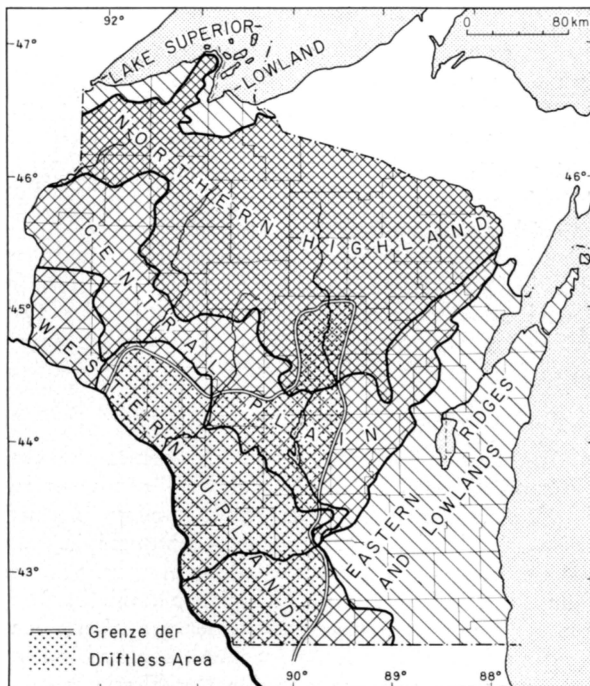 92°
47°
LAKE SUPERIOR
LOWLAND
0 80 km
NORTHERN HIGHLAND
46°
46°
CENTRAL PLAIN
45°
WESTERN UPLAND
44°
EASTERN RIDGES
AND LOWLANDS
43°
Grenze der
Driftless Area
90°
89°
88°